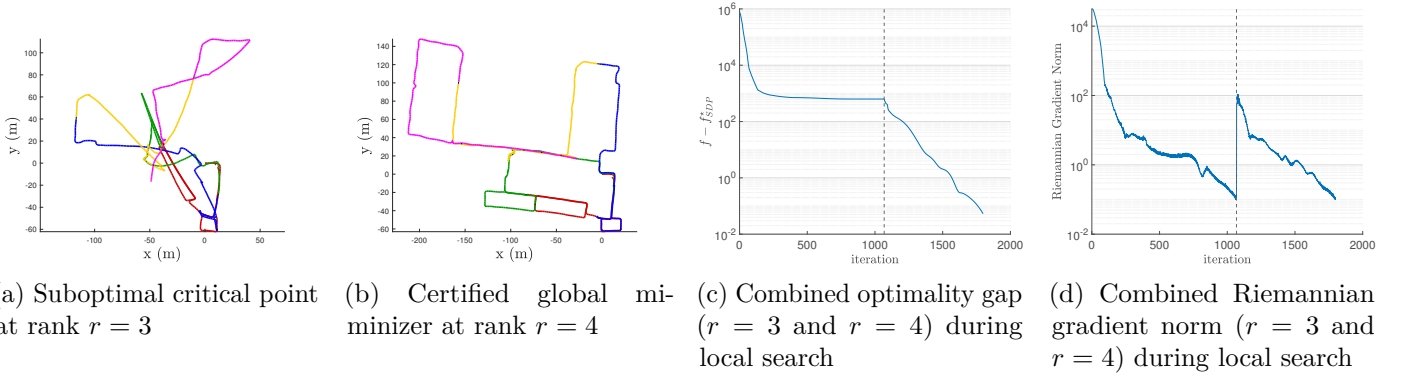 100
80
60
40
20
0
-20
-40
-60
-100
-50
0
50
x (m)
y (m)
140
120
100
80
60
40
20
0
-20
-40
-60
-200
-150
-100
-50
0
x (m)
y (m)
10^6
10^4
10^2
10^0
10^-2
0
500
1000
1500
2000
iteration
f − f*_SDP
10^4
10^2
10^0
10^-2
0
500
1000
1500
2000
iteration
Riemannian Gradient Norm
a) Suboptimal critical point
at rank r = 3
(b) Certified global mi-
minizer at rank r = 4
(c) Combined optimality gap
(r = 3 and r = 4) during
local search
(d) Combined Riemannian
gradient norm (r = 3 and
r = 4) during local search